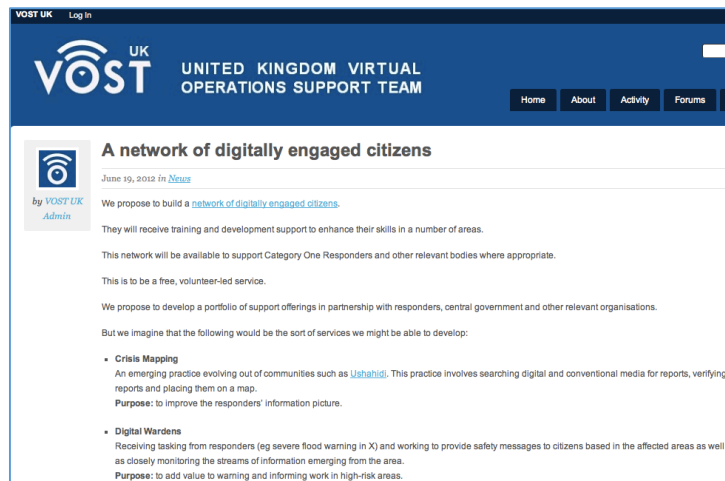 VOST UK Log In
UK
VOST
UNITED KINGDOM VIRTUAL
OPERATIONS SUPPORT TEAM
Home About Activity Forums
A network of digitally engaged citizens
June 19, 2012 in News
by VOST UK
Admin
We propose to build a network of digitally engaged citizens.
They will receive training and development support to enhance their skills in a number of areas.
This network will be available to support Category One Responders and other relevant bodies where appropriate.
This is to be a free, volunteer-led service.
We propose to develop a portfolio of support offerings in partnership with responders, central government and other relevant organisations.
But we imagine that the following would be the sort of services we might be able to develop:
▪ Crisis Mapping
An emerging practice evolving out of communities such as Ushahidi. This practice involves searching digital and conventional media for reports, verifying
reports and placing them on a map.
Purpose: to improve the responders' information picture.
▪ Digital Wardens
Receiving tasking from responders (eg severe flood warning in X) and working to provide safety messages to citizens based in the affected areas as well
as closely monitoring the streams of information emerging from the area.
Purpose: to add value to warning and informing work in high-risk areas.